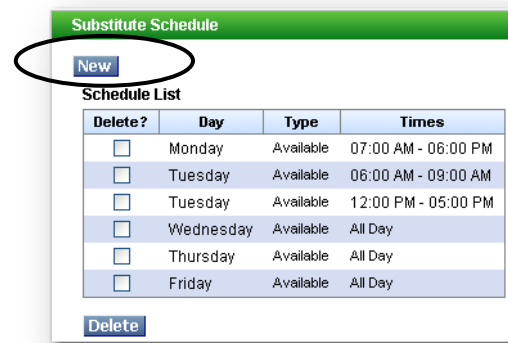 Substitute Schedule
New
Schedule List
Delete? Day Type Times
Monday Available 07:00 AM - 06:00 PM
Tuesday Available 06:00 AM - 09:00 AM
Tuesday Available 12:00 PM - 05:00 PM
Wednesday Available All Day
Thursday Available All Day
Friday Available All Day
Delete